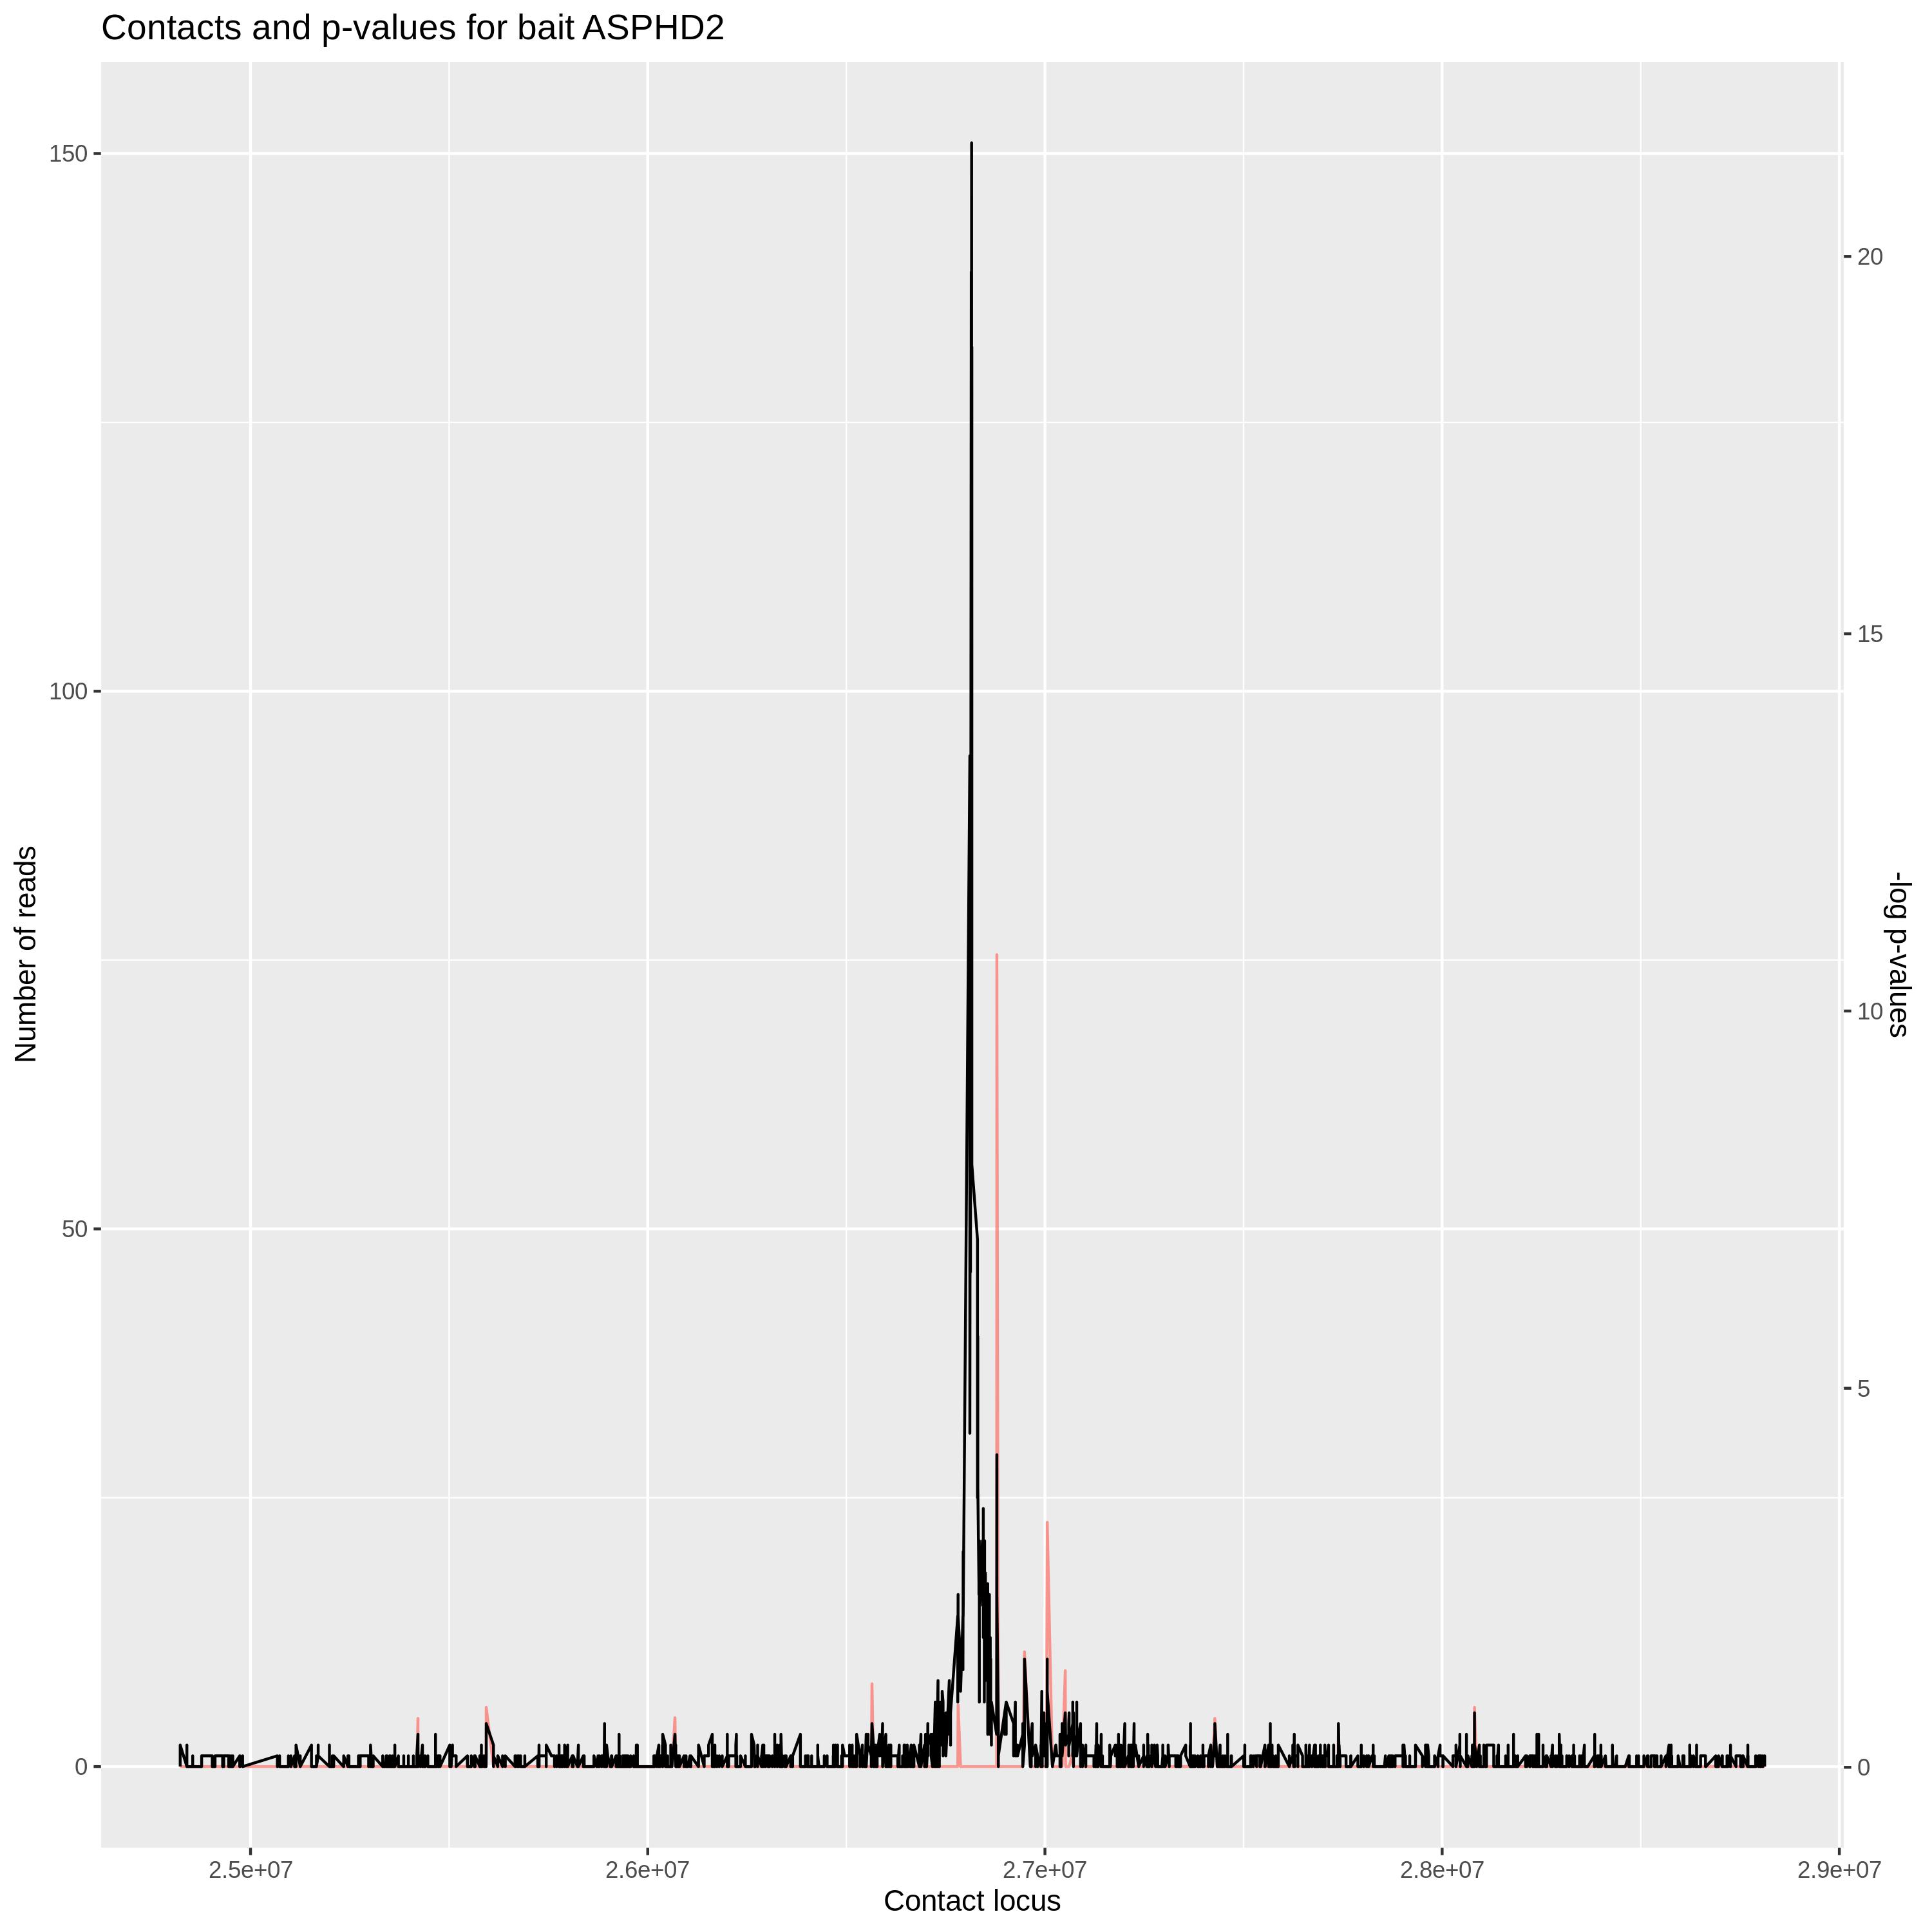 Contacts and p-values for bait ASPHD2
150
100
50
0
Number of reads
20
15
10
5
0
-log p-values
2.5e+07
2.6e+07
2.7e+07
2.8e+07
2.9e+07
Contact locus